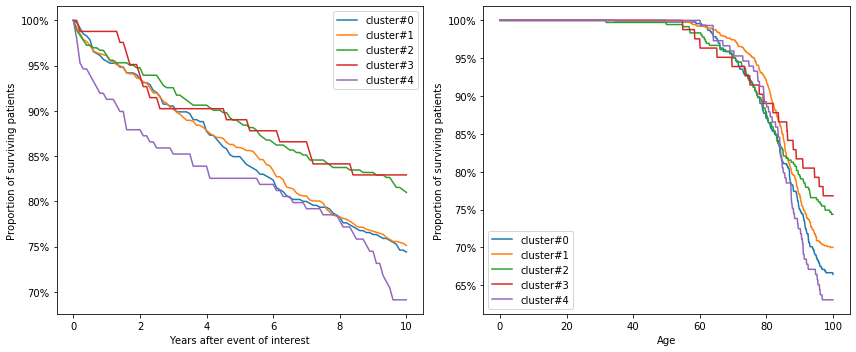 100%
95%
90%
85%
80%
75%
70%
0
2
4
6
8
10
Years after event of interest
Proportion of surviving patients
cluster#0
cluster#1
cluster#2
cluster#3
cluster#4
100%
95%
90%
85%
80%
75%
70%
65%
0
20
40
60
80
100
Age
Proportion of surviving patients
cluster#0
cluster#1
cluster#2
cluster#3
cluster#4